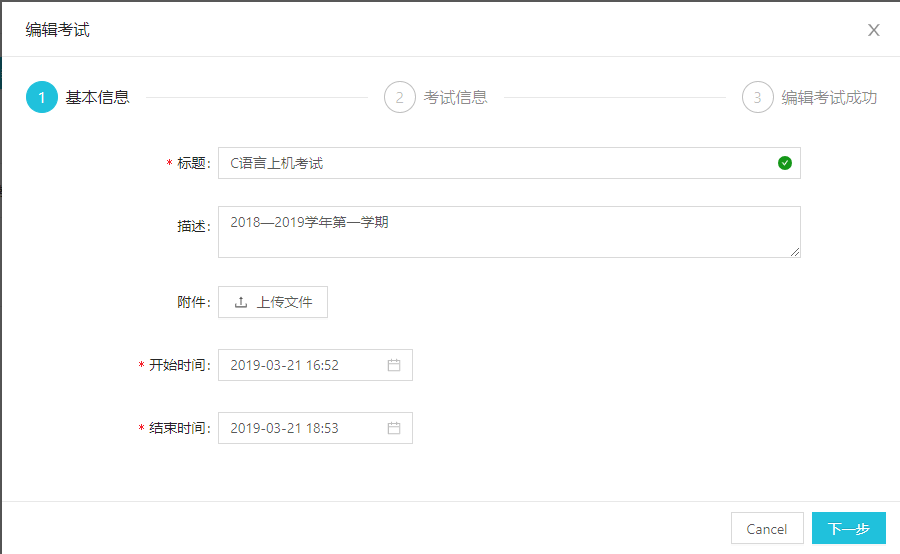 编辑考试
1 基本信息 2 考试信息 3 编辑考试成功
* 标题: C语言上机考试
描述: 2018—2019学年第一学期
附件: 上传文件
* 开始时间: 2019-03-21 16:52
* 结束时间: 2019-03-21 18:53
Cancel 下一步